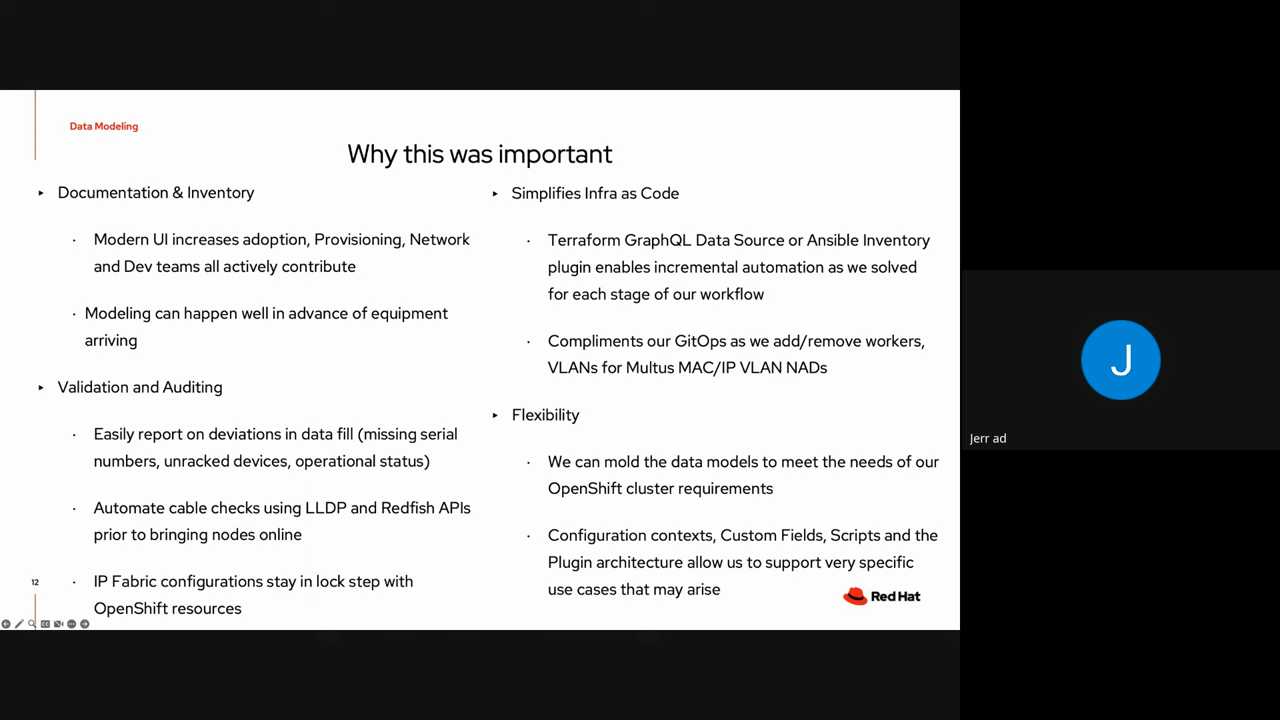 Data Modeling
Why this was important
Documentation & Inventory
Modern UI increases adoption, Provisioning, Network
and Dev teams all actively contribute
Modeling can happen well in advance of equipment
arriving
Validation and Auditing
Easily report on deviations in data fill (missing serial
numbers, unracked devices, operational status)
Automate cable checks using LLDP and Redfish APIs
prior to bringing nodes online
IP Fabric configurations stay in lock step with
OpenShift resources
Simplifies Infra as Code
Terraform GraphQL Data Source or Ansible Inventory
plugin enables incremental automation as we solved
for each stage of our workflow
Compliments our GitOps as we add/remove workers,
VLANs for Multus MAC/IP VLAN NADs
Flexibility
We can mold the data models to meet the needs of our
OpenShift cluster requirements
Configuration contexts, Custom Fields, Scripts and the
Plugin architecture allow us to support very specific
use cases that may arise
12
Red Hat
J
Jerr ad